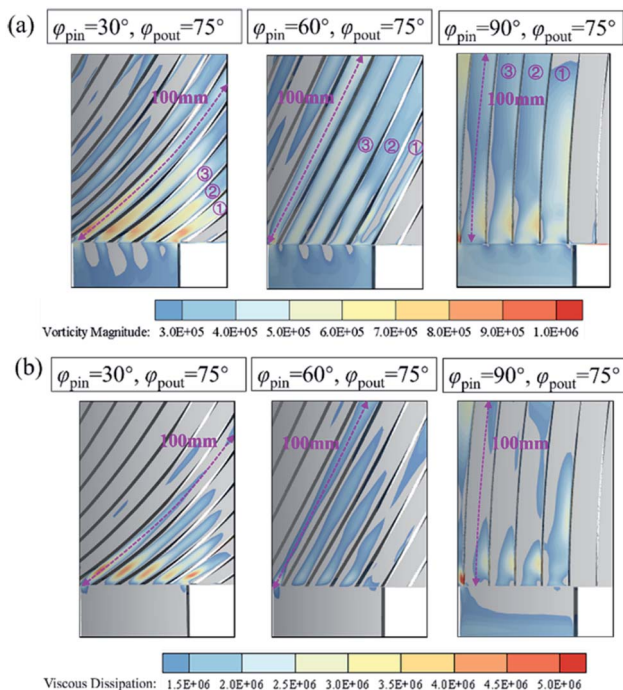 (a)
φpin=30°, φpout=75°
φpin=60°, φpout=75°
φpin=90°, φpout=75°
100mm
③
②
①
100mm
③
②
①
③ ② ①
100mm
Vorticity Magnitude: 3.0E+05 4.0E+05 5.0E+05 6.0E+05 7.0E+05 8.0E+05 9.0E+05 1.0E+06
(b)
φpin=30°, φpout=75°
φpin=60°, φpout=75°
φpin=90°, φpout=75°
100mm
100mm
100mm
Viscous Dissipation: 1.5E+06 2.0E+06 2.5E+06 3.0E+06 3.5E+06 4.0E+06 4.5E+06 5.0E+06